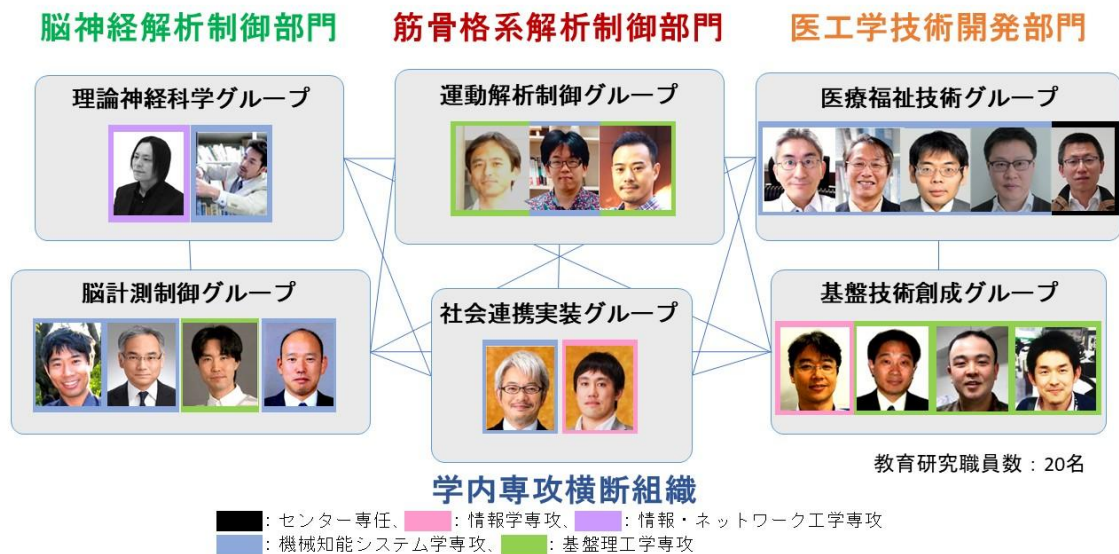 脳神経解析制御部門
筋骨格系解析制御部門
医工学技術開発部門
理論神経科学グループ
運動解析制御グループ
医療福祉技術グループ
脳計測制御グループ
社会連携実装グループ
基盤技術創成グループ
教育研究職員数：20名
学内専攻横断組織
：センター専任、：情報学専攻、：情報・ネットワーク工学専攻
：機械知能システム学専攻、：基盤理工学専攻